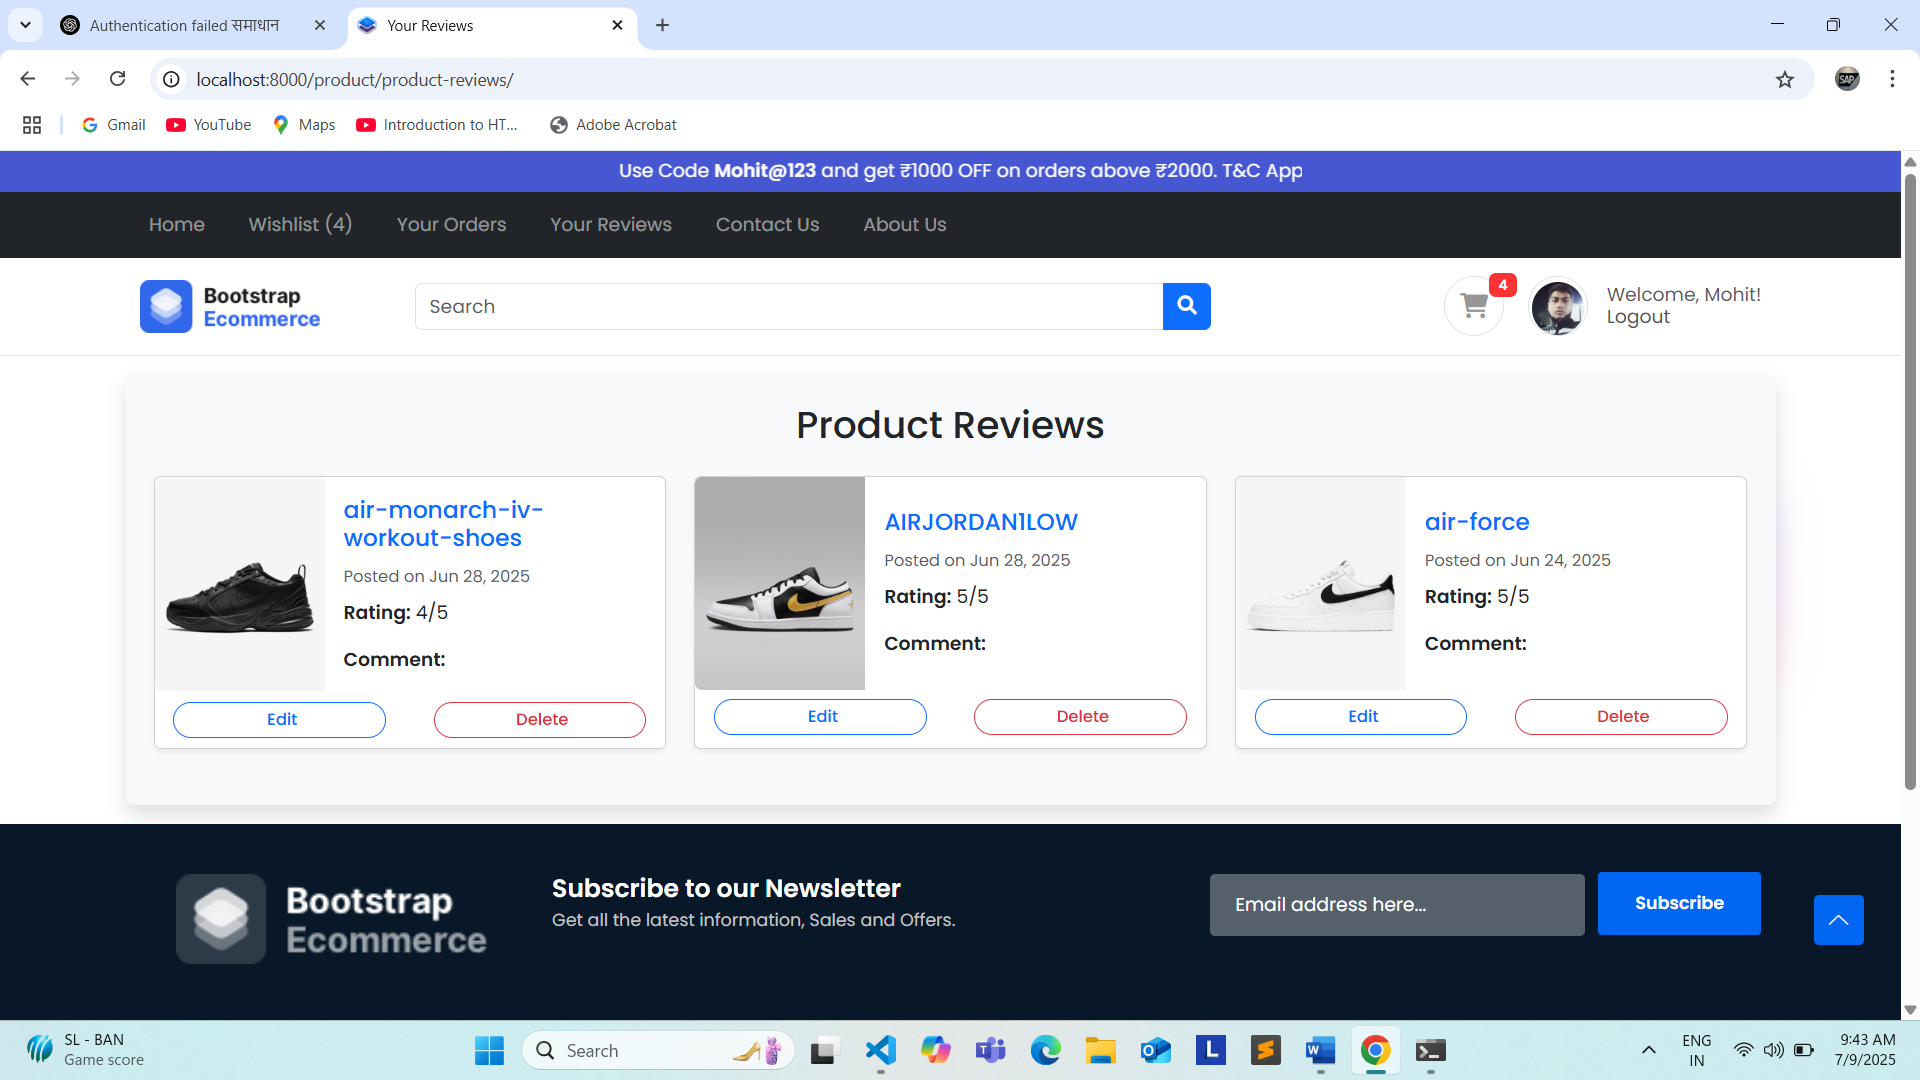 Authentication failed समाधान
Your Reviews
localhost:8000/product/product-reviews/
SAP
Gmail
YouTube
Maps
Introduction to HT...
Adobe Acrobat
Use Code Mohit@123 and get ₹1000 OFF on orders above ₹2000. T&C App
Home
Wishlist (4)
Your Orders
Your Reviews
Contact Us
About Us
Bootstrap
Ecommerce
Search
4
Welcome, Mohit!
Logout
Product Reviews
air-monarch-iv-
workout-shoes
Posted on Jun 28, 2025
Rating: 4/5
Comment:
Edit
Delete
AIRJORDAN1LOW
Posted on Jun 28, 2025
Rating: 5/5
Comment:
Edit
Delete
air-force
Posted on Jun 24, 2025
Rating: 5/5
Comment:
Edit
Delete
Bootstrap
Ecommerce
Subscribe to our Newsletter
Get all the latest information, Sales and Offers.
Email address here...
Subscribe
SL - BAN
Game score
Search
L
ENG
IN
9:43 AM
7/9/2025